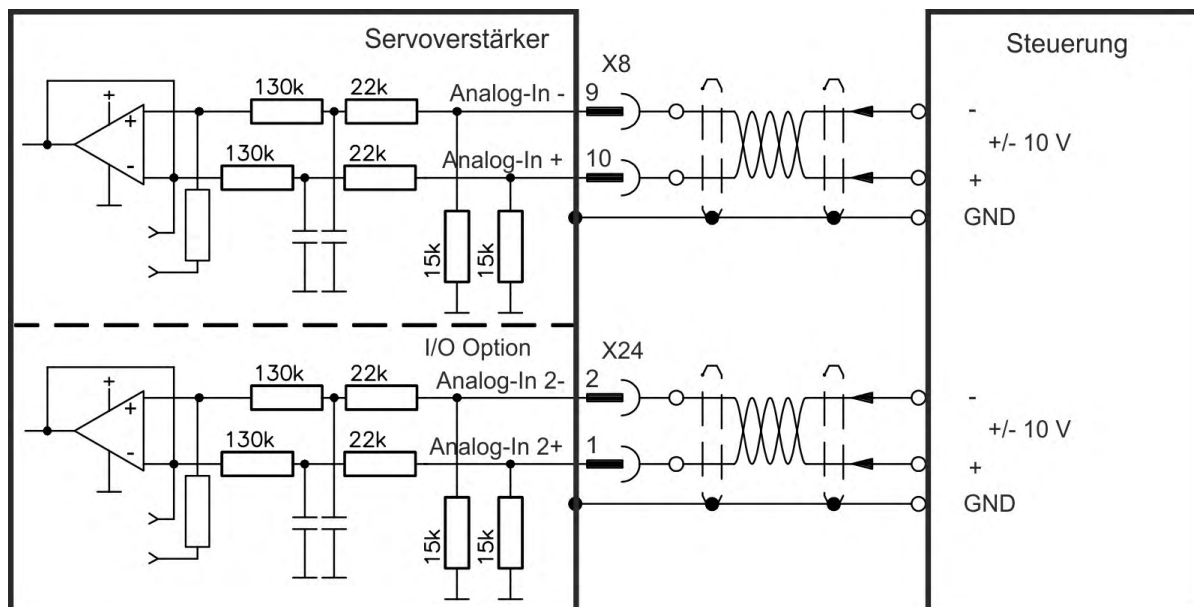 Servoverstärker
Steuerung
X8
130k
22k
Analog-In -
9
-
+
+
+/- 10 V
130k
22k
Analog-In +
10
-
+
GND
15k
15k
I/O Option
X24
130k
22k
Analog-In 2-
2
-
+
+
+/- 10 V
130k
22k
Analog-In 2+
1
-
+
GND
15k
15k